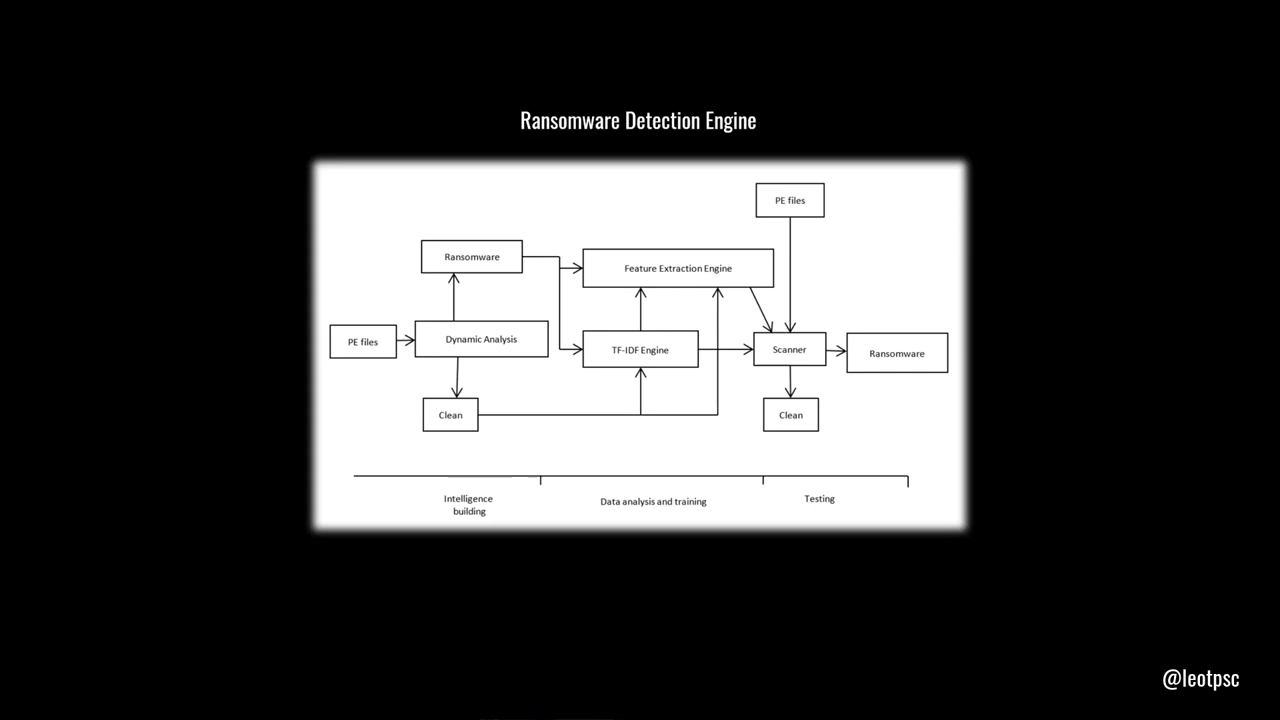 Ransomware Detection Engine
PE files
Ransomware
Feature Extraction Engine
PE files
Dynamic Analysis
TF-IDF Engine
Scanner
Ransomware
Clean
Clean
Intelligence
building
Data analysis and training
Testing
@leotpsc